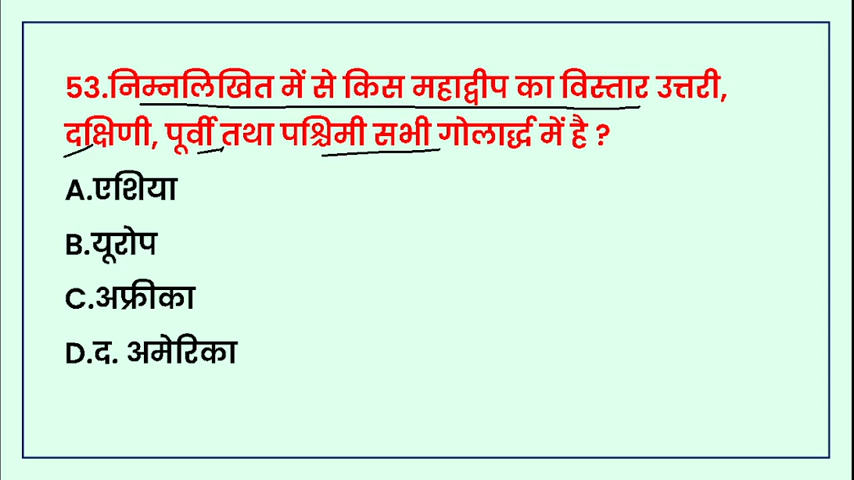 53.निम्नलिखित में से किस महाद्वीप का विस्तार उत्तरी,
दक्षिणी, पूर्वी तथा पश्चिमी सभी गोलार्द्ध में है ?
A.एशिया
B.यूरोप
C.अफ्रीका
D.द. अमेरिका